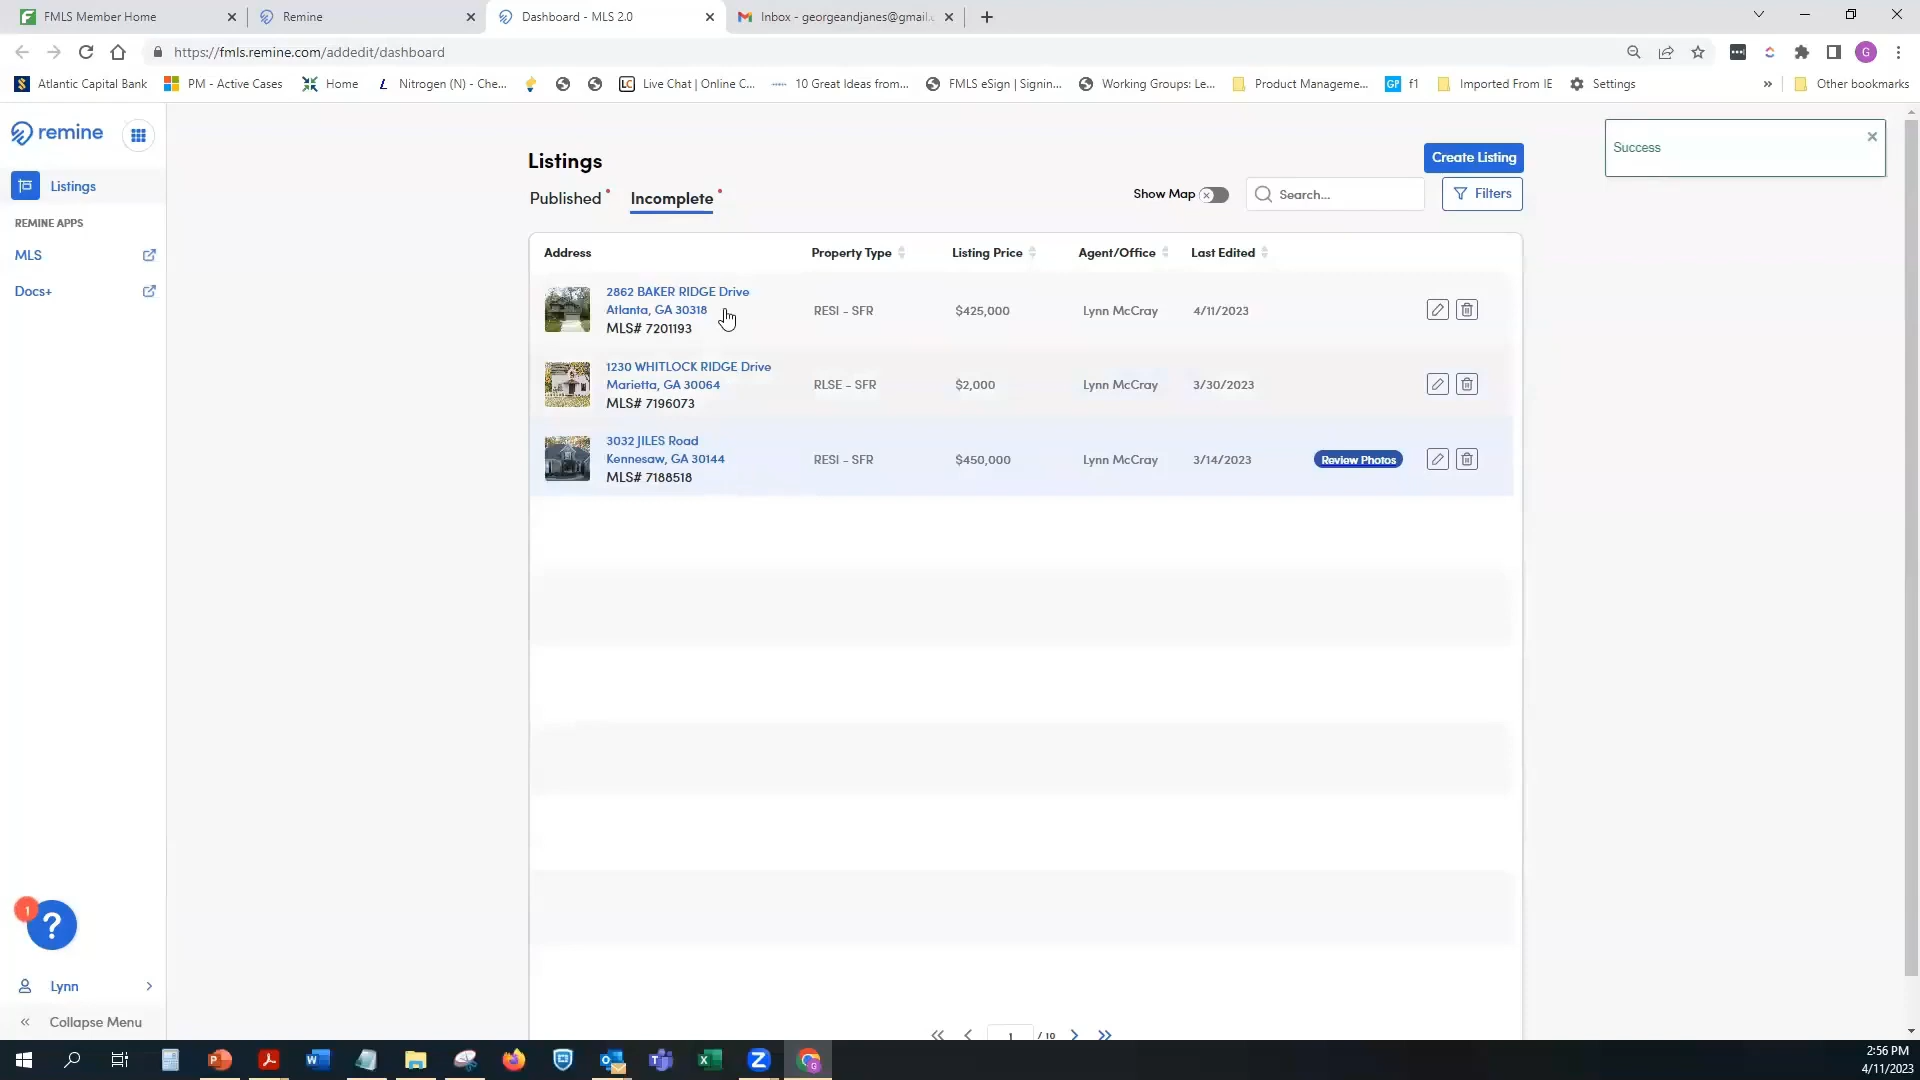 FMLS Member Home
Remine
Dashboard - MLS 2.0
Inbox - georgeandjanes@gmail.
https://fmls.remine.com/addedit/dashboard
G
Atlantic Capital Bank
PM - Active Cases
Home
Nitrogen (N) - Che...
Live Chat | Online C...
10 Great Ideas from...
FMLS eSign | Signin...
Working Groups: Le...
Product Manageme...
GP f1
Imported From IE
Settings
»
Other bookmarks
remine
Listings
REMINE APPS
MLS
Docs+
Listings
Create Listing
Success
Published
Incomplete
Show Map
Search...
Filters
Address Property Type Listing Price Agent/Office Last Edited
2862 BAKER RIDGE Drive
Atlanta, GA 30318
MLS# 7201193
RESI - SFR $425,000 Lynn McCray 4/11/2023
1230 WHITLOCK RIDGE Drive
Marietta, GA 30064
MLS# 7196073
RLSE - SFR $2,000 Lynn McCray 3/30/2023
3032 JILES Road
Kennesaw, GA 30144
MLS# 7188518
RESI - SFR $450,000 Lynn McCray 3/14/2023 Review Photos
1 / 10
1
?
Lynn
Collapse Menu
2:56 PM
4/11/2023